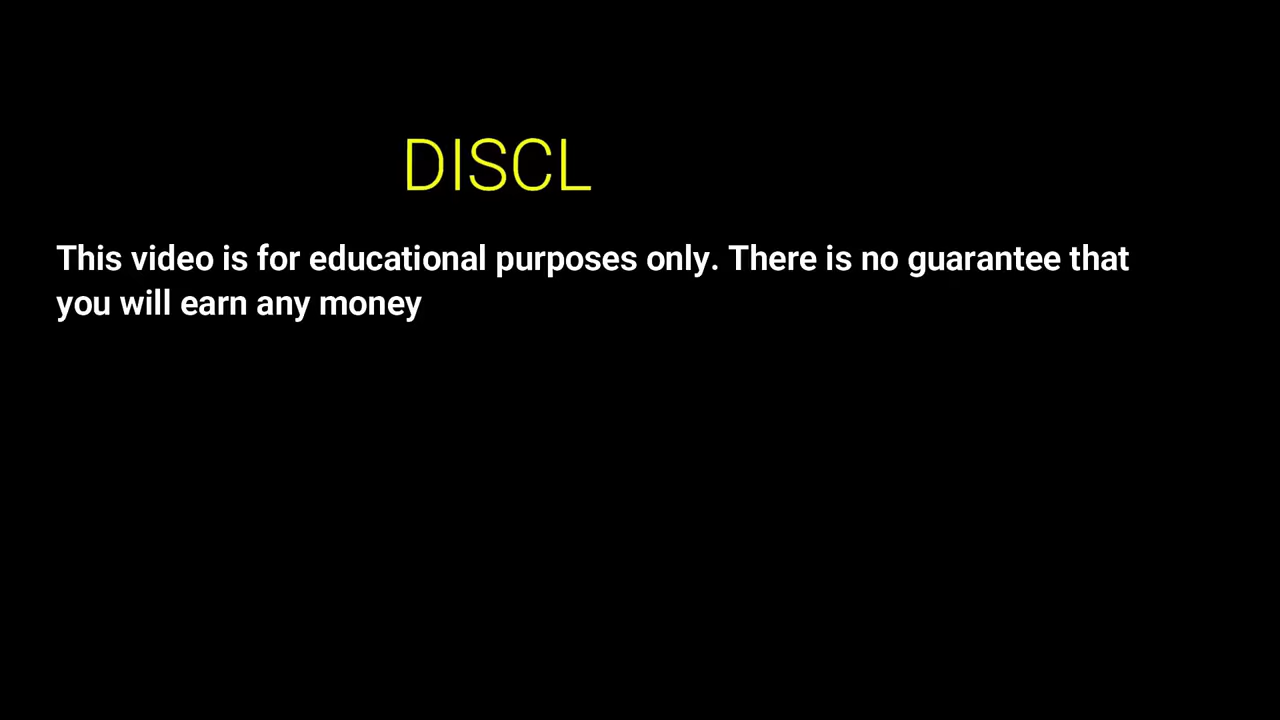 DISCL
This video is for educational purposes only. There is no guarantee that
you will earn any money